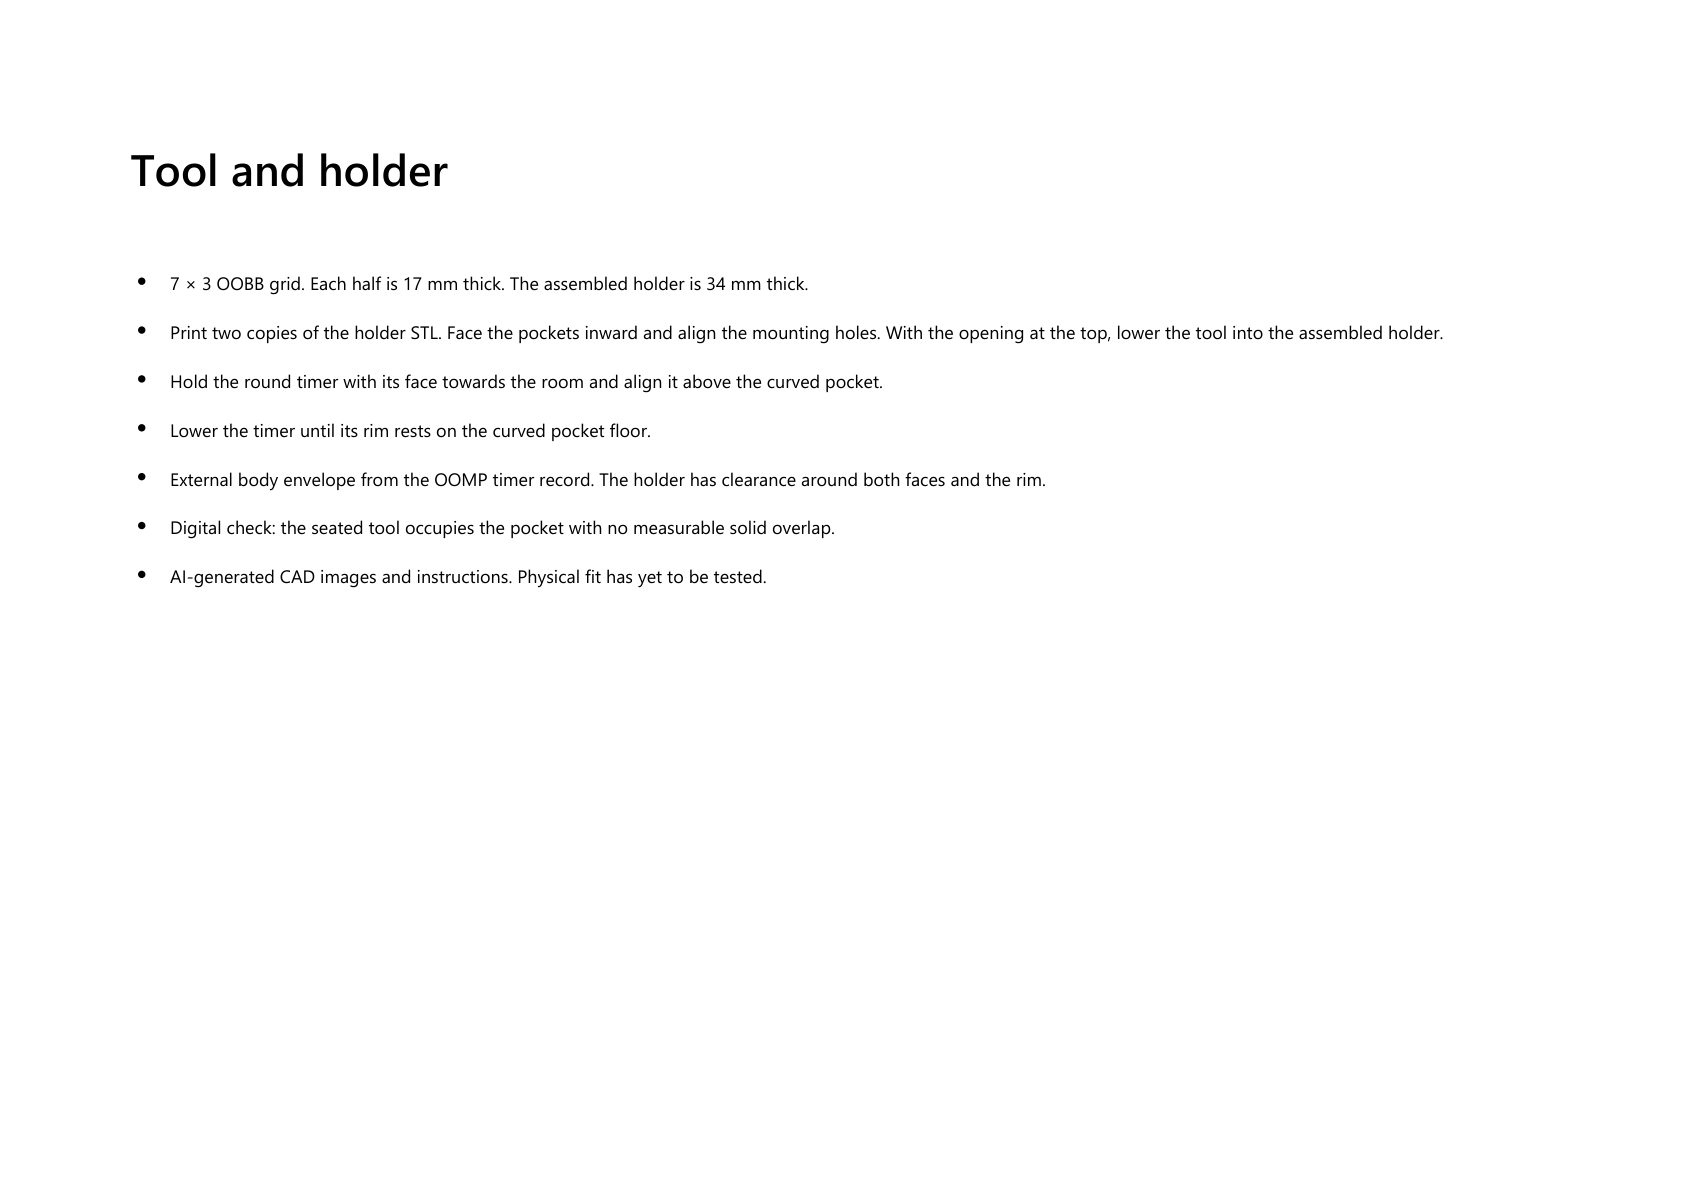 Tool and holder
• 7 × 3 OOBB grid. Each half is 17 mm thick. The assembled holder is 34 mm thick.
• Print two copies of the holder STL. Face the pockets inward and align the mounting holes. With the opening at the top, lower the tool into the assembled holder.
• Hold the round timer with its face towards the room and align it above the curved pocket.
• Lower the timer until its rim rests on the curved pocket floor.
• External body envelope from the OOMP timer record. The holder has clearance around both faces and the rim.
• Digital check: the seated tool occupies the pocket with no measurable solid overlap.
• AI-generated CAD images and instructions. Physical fit has yet to be tested.